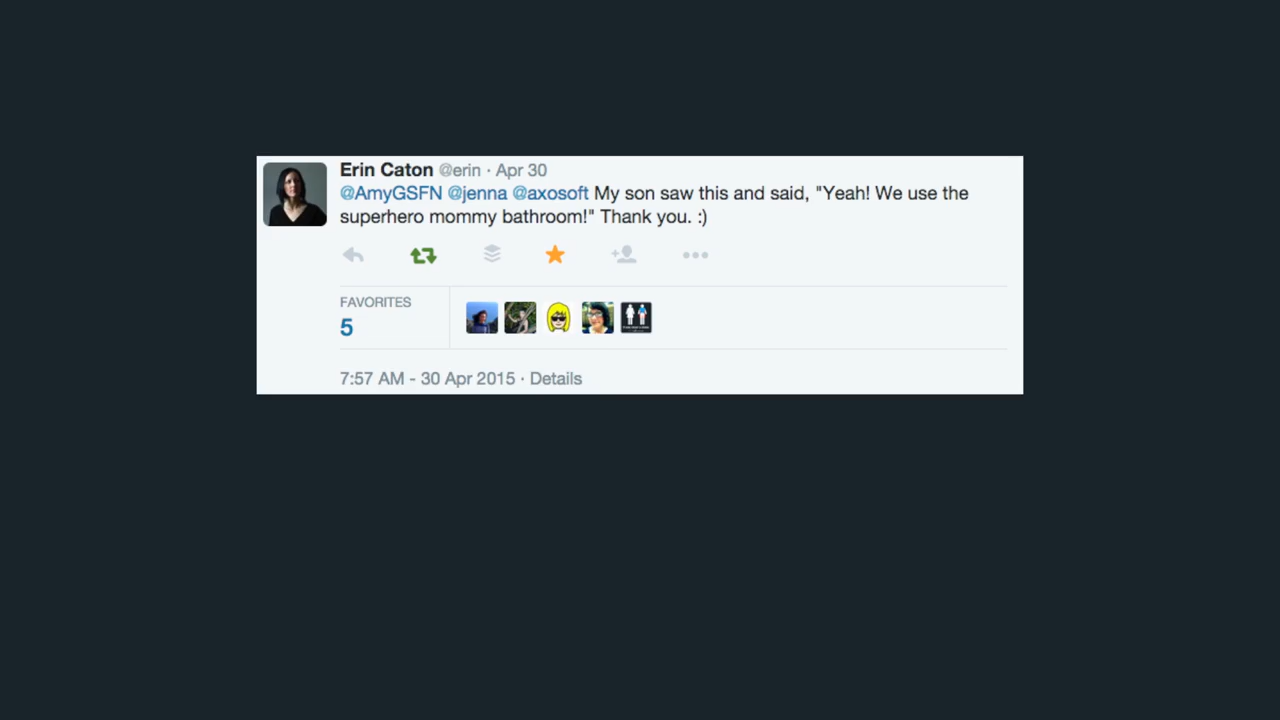 Erin Caton @erin · Apr 30
@AmyGSFN @jenna @axosoft My son saw this and said, "Yeah! We use the
superhero mommy bathroom!" Thank you. :)
FAVORITES
5
7:57 AM - 30 Apr 2015 · Details